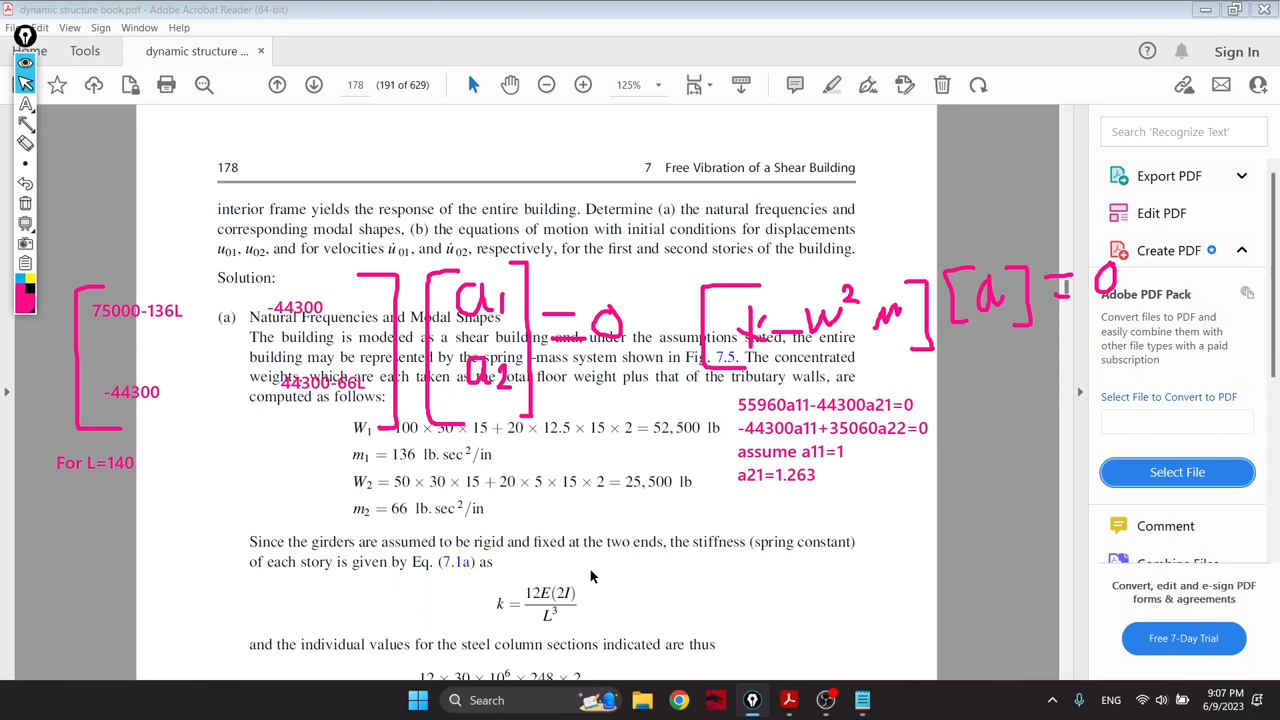 dynamic structure book.pdf - Adobe Acrobat Reader (64-bit)
File Edit View Sign Window Help
Home Tools dynamic structure ... × Sign In
178 (191 of 629) 125%
178 7 Free Vibration of a Shear Building
interior frame yields the response of the entire building. Determine (a) the natural frequencies and
corresponding modal shapes, (b) the equations of motion with initial conditions for displacements
u01, u02, and for velocities u̇01, and u̇02, respectively, for the first and second stories of the building.
Solution:
75000-136L -44300
-44300 44300-66L
[a1 a2] = 0
[k - w² m] [a] = 0
For L=140
(a) Natural Frequencies and Modal Shapes
The building is modeled as a shear building and, under the assumptions stated, the entire
building may be represented by the spring-mass system shown in Fig. 7.5. The concentrated
weights, which are each taken as the total floor weight plus that of the tributary walls, are
computed as follows:
55960a11-44300a21=0
-44300a11+35060a22=0
assume a11=1
a21=1.263
W1 = 100 × 30 × 15 + 20 × 12.5 × 15 × 2 = 52,500 lb
m1 = 136 lb.sec²/in
W2 = 50 × 30 × 15 + 20 × 5 × 15 × 2 = 25,500 lb
m2 = 66 lb.sec²/in
Since the girders are assumed to be rigid and fixed at the two ends, the stiffness (spring constant)
of each story is given by Eq. (7.1a) as
k = 12E(2I) / L³
and the individual values for the steel column sections indicated are thus
12 × 30 × 10⁶ × 248 × 2
Search 'Recognize Text'
Export PDF
Edit PDF
Create PDF
Adobe PDF Pack
Convert files to PDF and
easily combine them with
other file types with a paid
subscription.
Select File to Convert to PDF
Select File
Comment
Combine Files
Convert, edit and e-sign PDF
forms & agreements
Free 7-Day Trial
Search
ENG
9:07 PM
6/9/2023